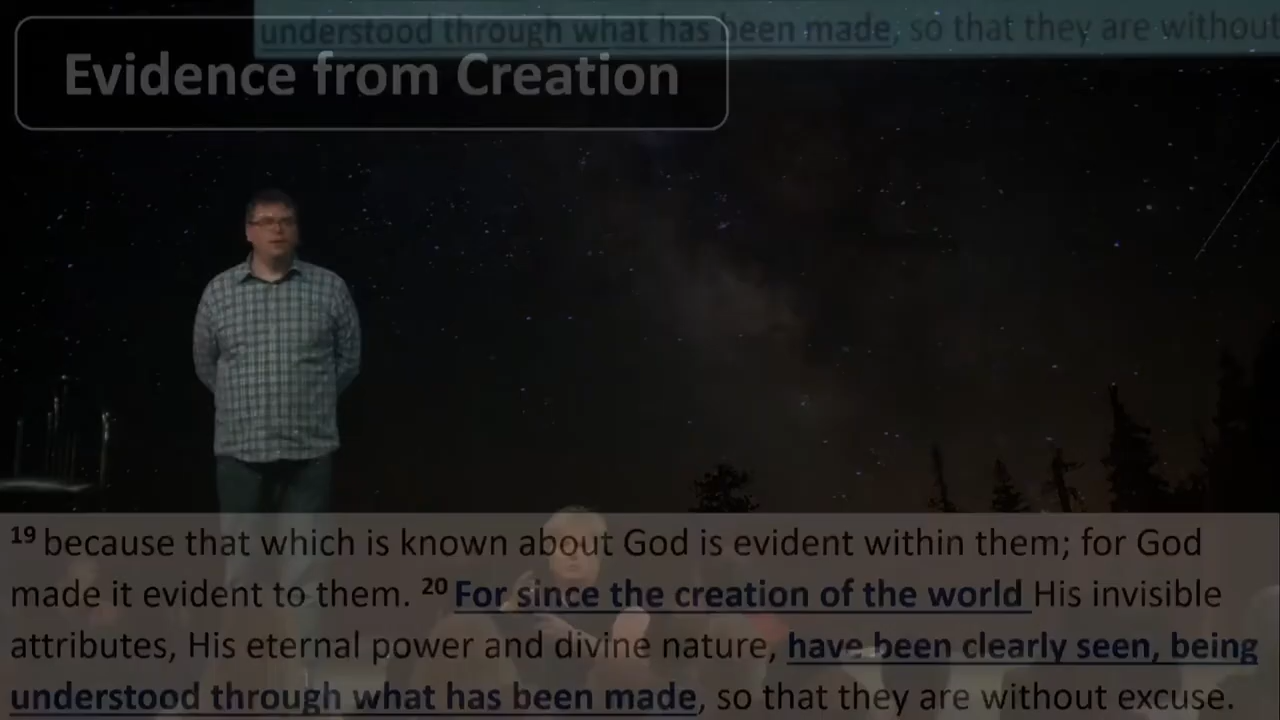 understood through what has been made, so that they are without
Evidence from Creation
19 because that which is known about God is evident within them; for God
made it evident to them. 20 For since the creation of the world His invisible
attributes, His eternal power and divine nature, have been clearly seen, being
understood through what has been made, so that they are without excuse.